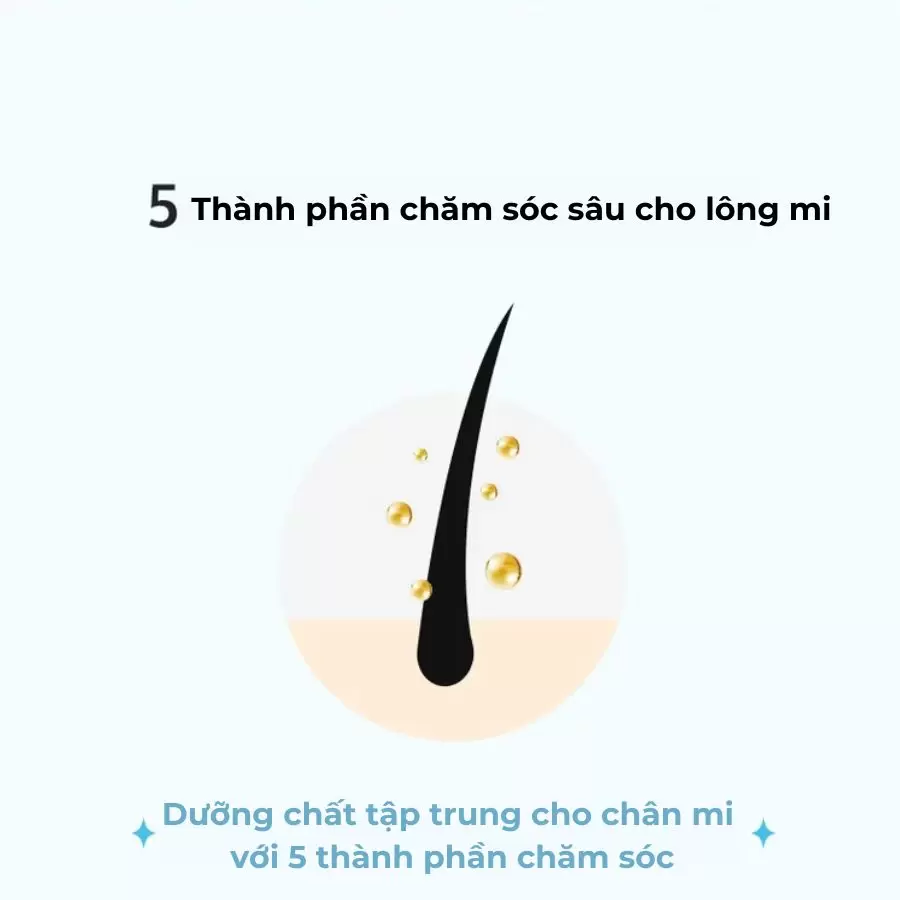 5 Thành phần chăm sóc sâu cho lông mi
Dưỡng chất tập trung cho chân mi
với 5 thành phần chăm sóc